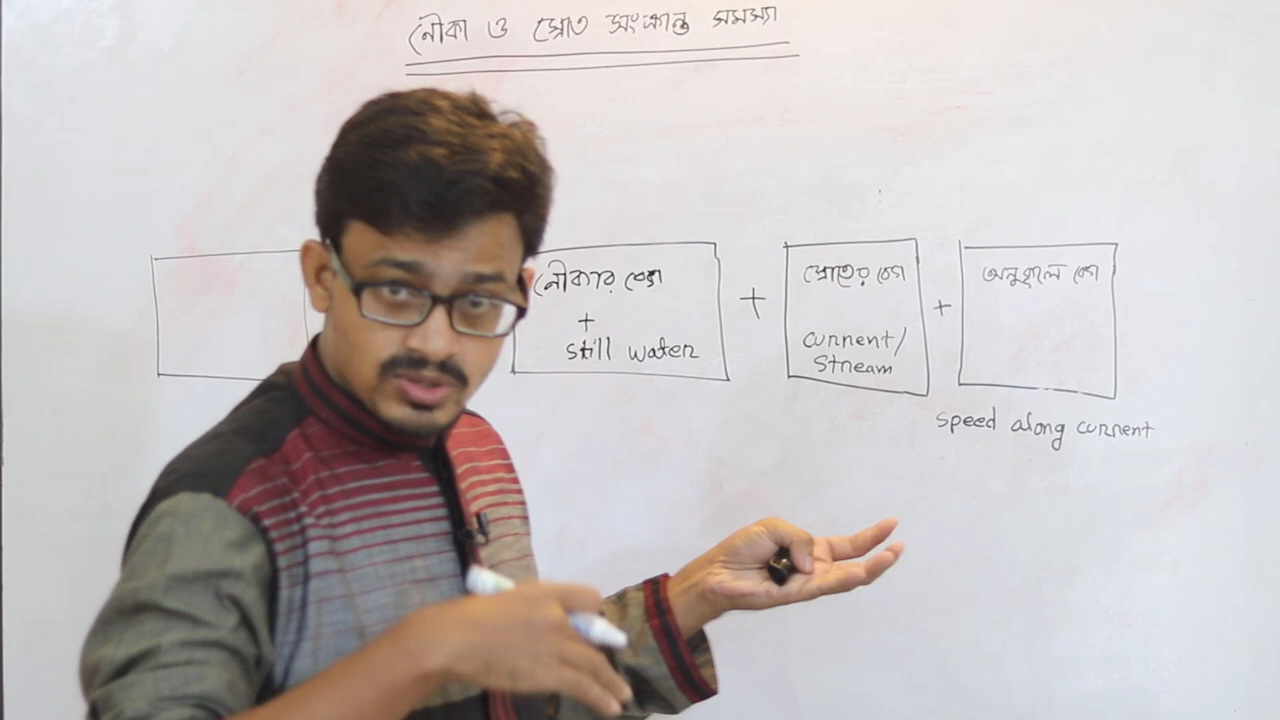 নৌকা ও স্রোত সংক্রান্ত সমস্যা
নৌকার বেগ
+
still water
+
স্রোতের বেগ
current/
stream
+
অনুকূলে বেগ
speed along current